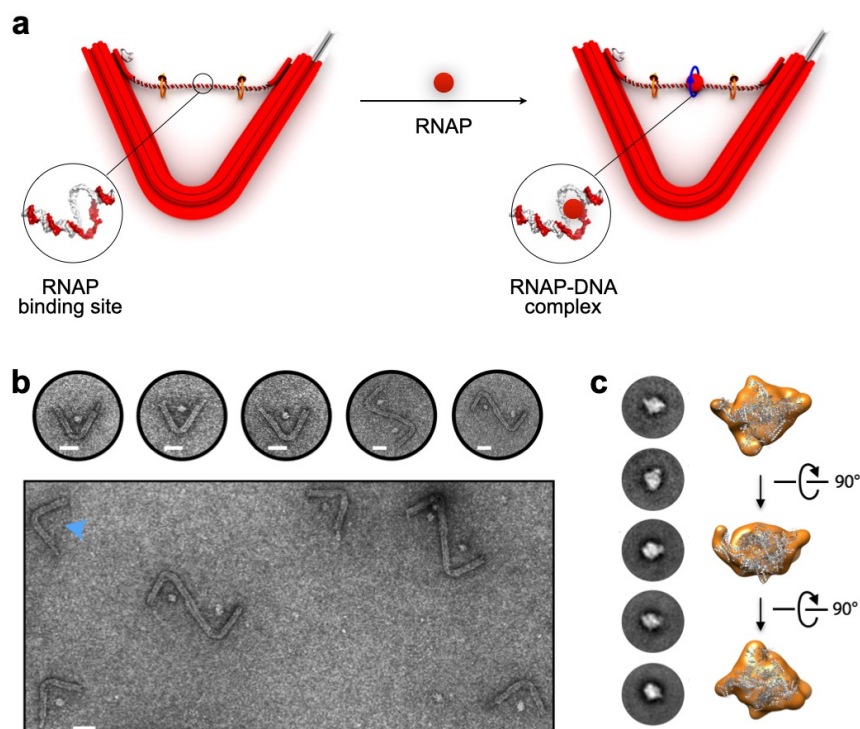 a
RNAP
RNAP
binding site
RNAP-DNA
complex
b
c
90°
90°